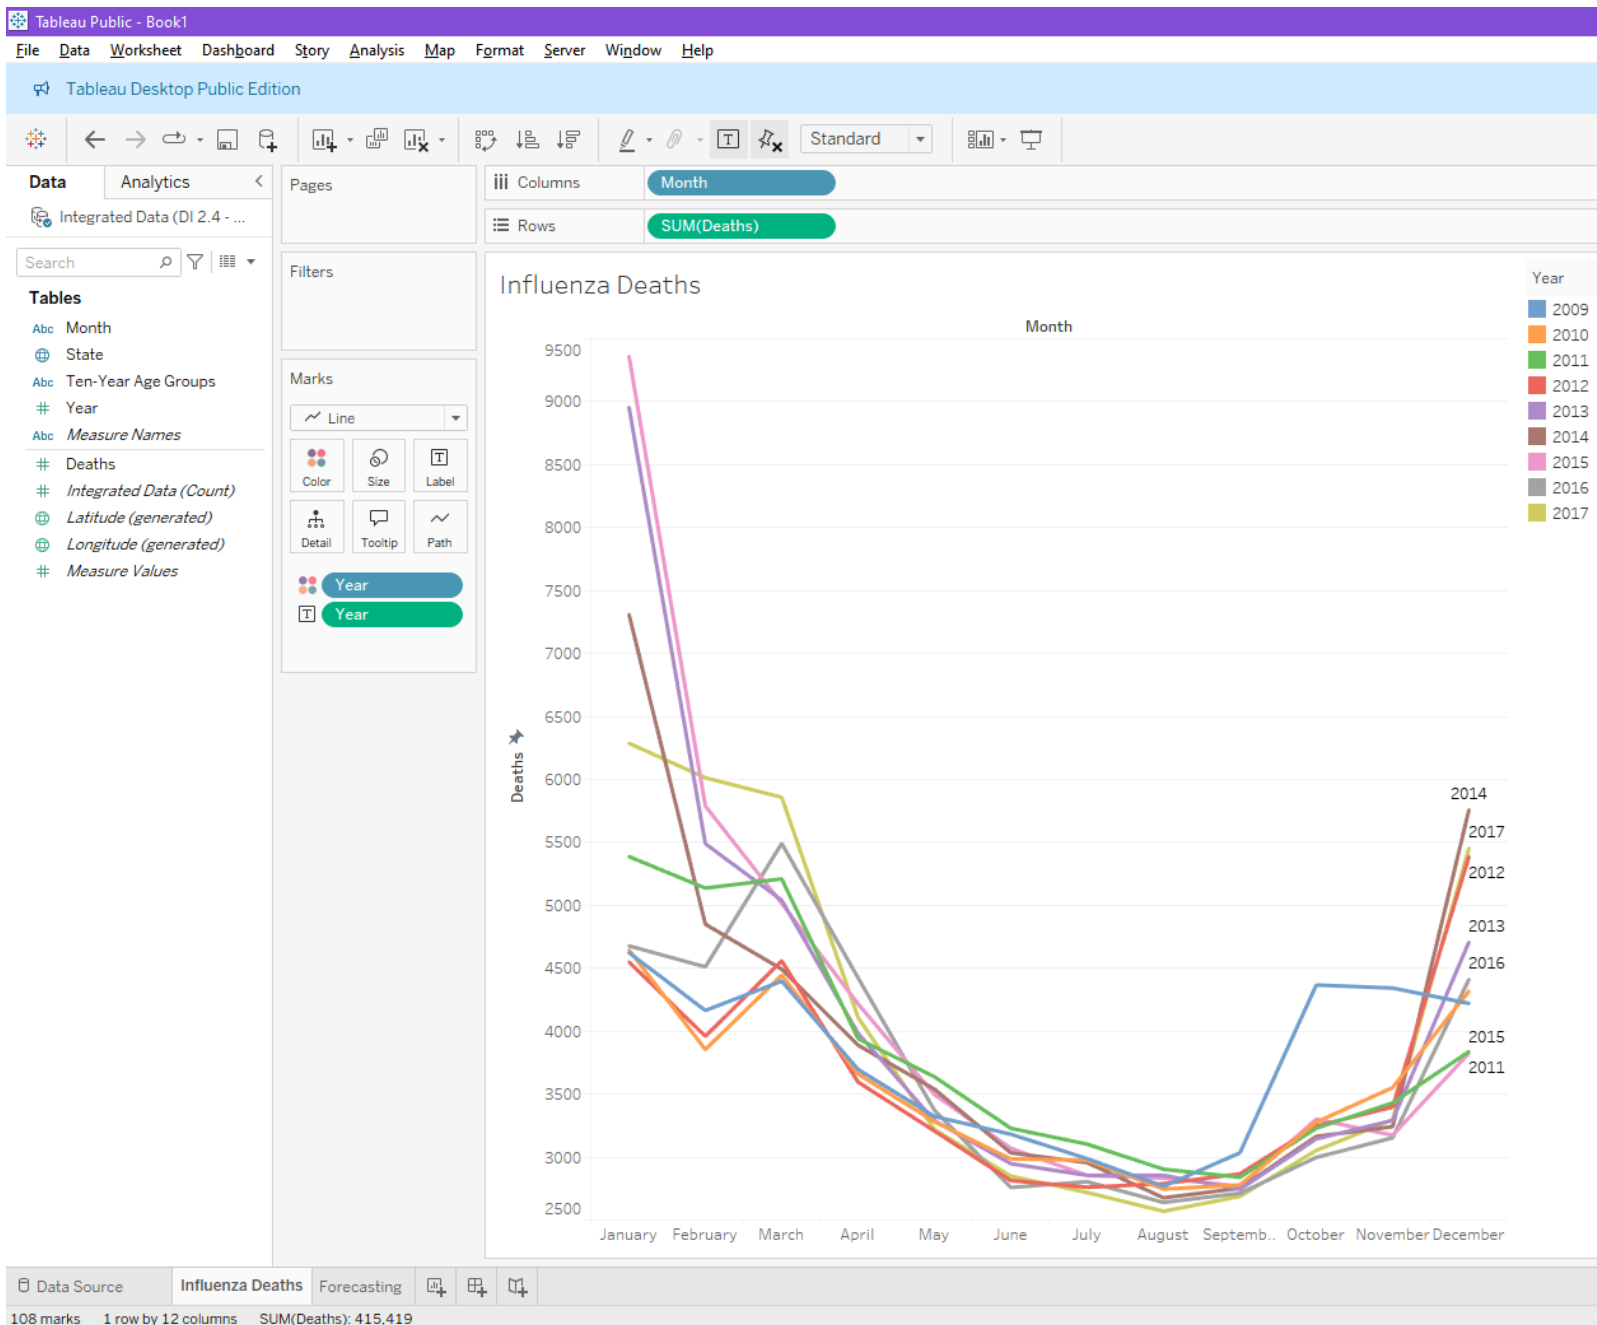 Tableau Public - Book1
File Data Worksheet Dashboard Story Analysis Map Format Server Window Help
Tableau Desktop Public Edition
Standard
Data Analytics
Integrated Data (DI 2.4 - ...
Search
Tables
Abc Month
State
Abc Ten-Year Age Groups
# Year
Abc Measure Names
# Deaths
# Integrated Data (Count)
Latitude (generated)
Longitude (generated)
# Measure Values
Pages
Filters
Marks
Line
Color Size Label
Detail Tooltip Path
Year
T Year
Columns Month
Rows SUM(Deaths)
Influenza Deaths
Month
9500
9000
8500
8000
7500
7000
6500
6000
5500
5000
4500
4000
3500
3000
2500
Deaths
2014
2017
2012
2013
2016
2015
2011
January February March April May June July August Septemb.. October November December
Year
2009
2010
2011
2012
2013
2014
2015
2016
2017
Data Source Influenza Deaths Forecasting
108 marks 1 row by 12 columns SUM(Deaths): 415,419